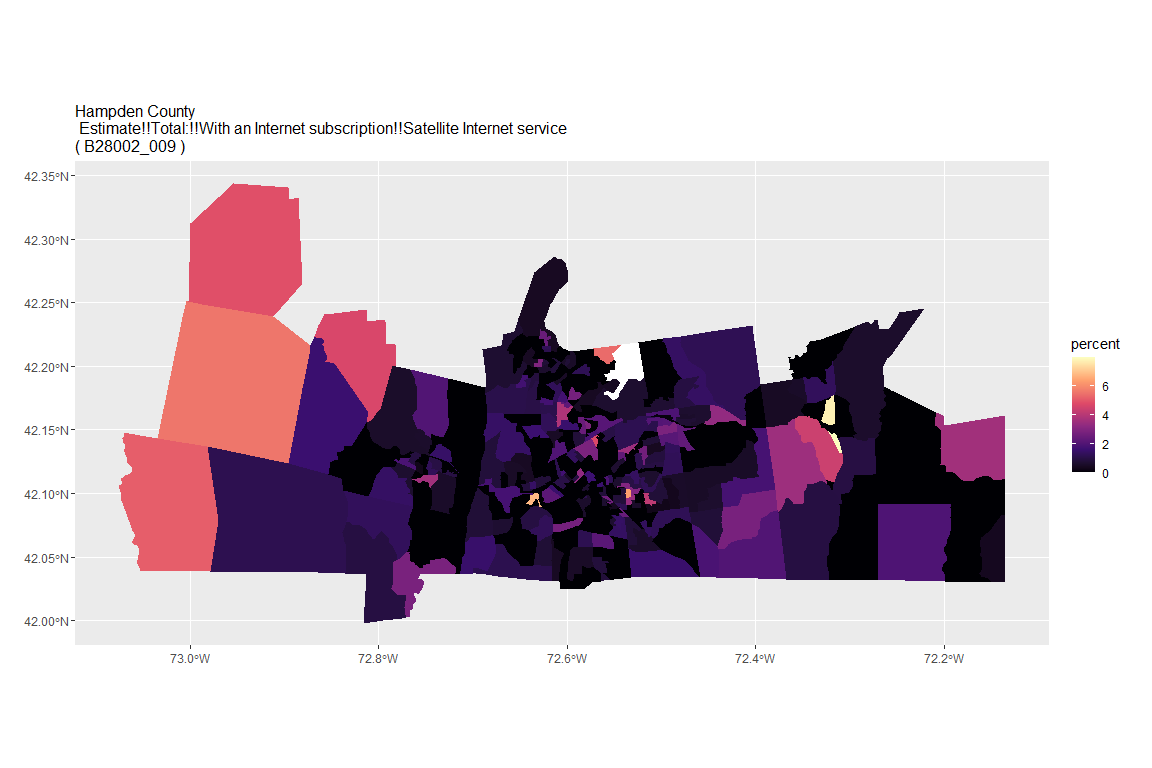 Hampden County
Estimate!!Total:!!With an Internet subscription!!Satellite Internet service
( B28002_009 )
42.35°N
42.30°N
42.25°N
42.20°N
42.15°N
42.10°N
42.05°N
42.00°N
73.0°W
72.8°W
72.6°W
72.4°W
72.2°W
percent
6
4
2
0